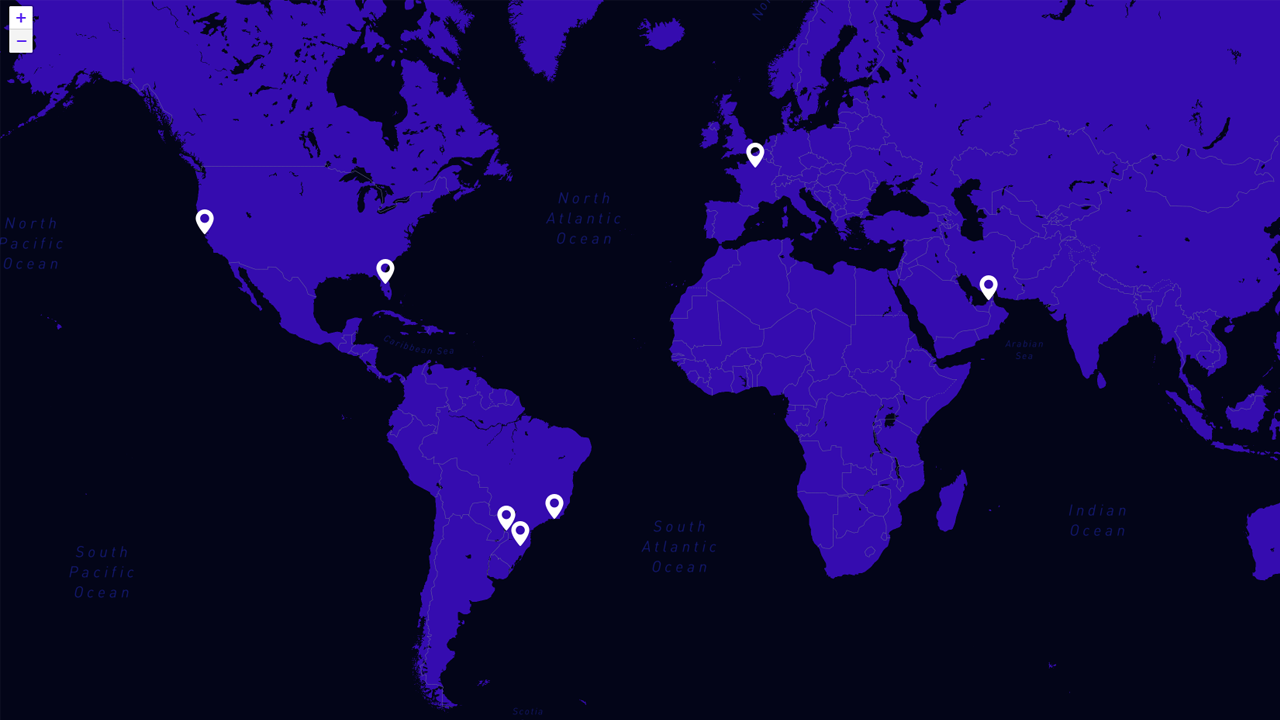 +
−
North
Pacific
Ocean
North
Atlantic
Ocean
Caribbean Sea
Arabian
Sea
South
Pacific
Ocean
South
Atlantic
Ocean
Indian
Ocean
Scotia